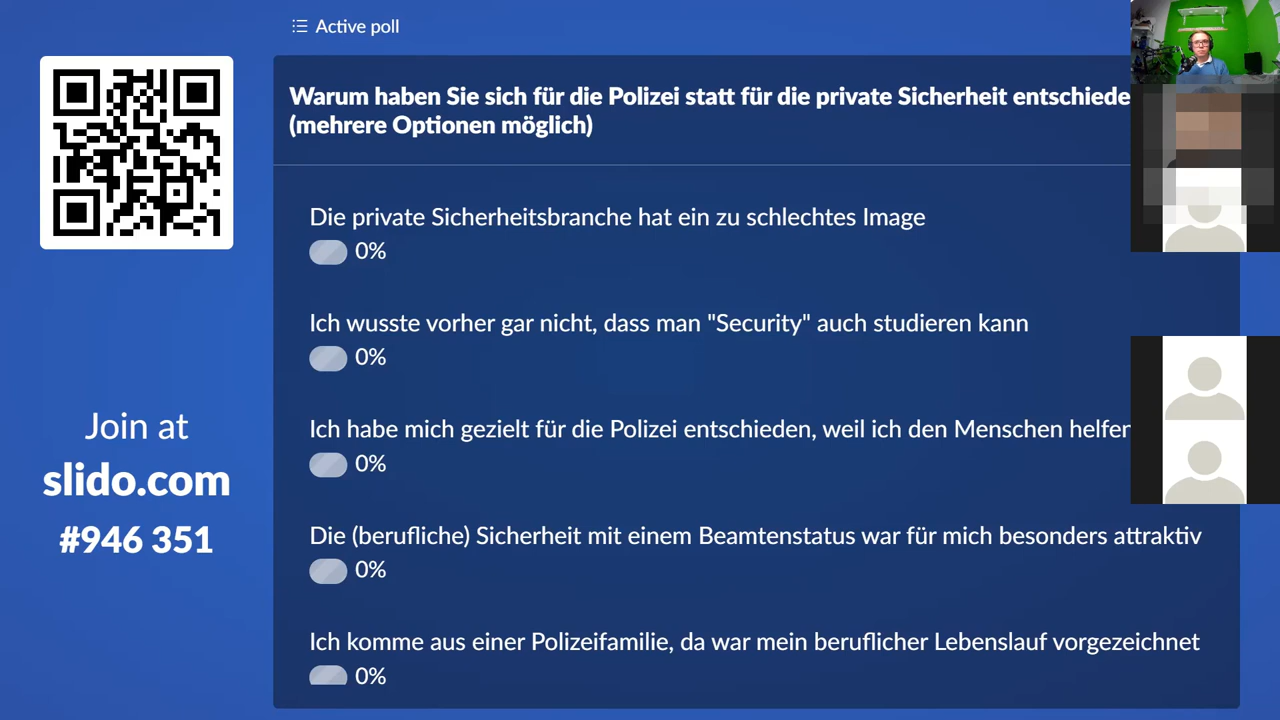 Active poll
Warum haben Sie sich für die Polizei statt für die private Sicherheit entschiede
(mehrere Optionen möglich)
Die private Sicherheitsbranche hat ein zu schlechtes Image
0%
Ich wusste vorher gar nicht, dass man "Security" auch studieren kann
0%
Ich habe mich gezielt für die Polizei entschieden, weil ich den Menschen helfen
0%
Die (berufliche) Sicherheit mit einem Beamtenstatus war für mich besonders attraktiv
0%
Ich komme aus einer Polizeifamilie, da war mein beruflicher Lebenslauf vorgezeichnet
0%
Join at
slido.com
#946 351